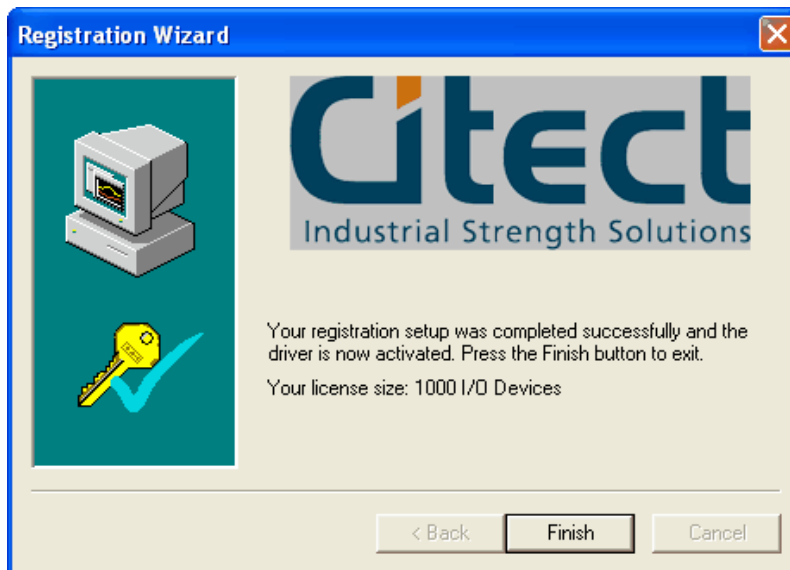 Registration Wizard
Citect
Industrial Strength Solutions
Your registration setup was completed successfully and the
driver is now activated. Press the Finish button to exit.
Your license size: 1000 I/O Devices
< Back Finish Cancel